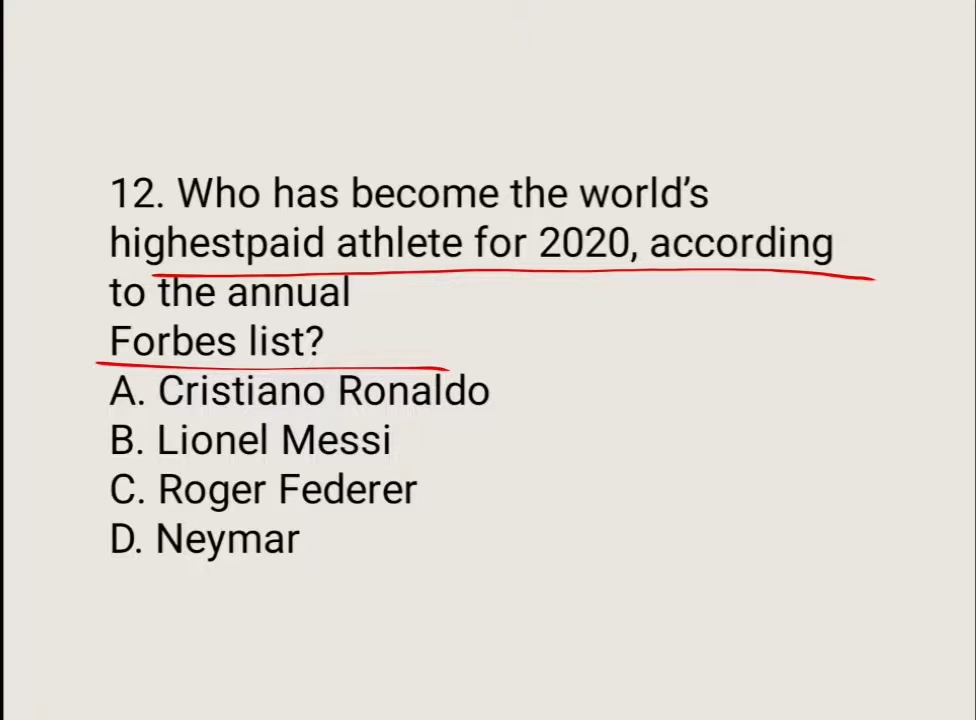 12. Who has become the world’s
highestpaid athlete for 2020, according
to the annual
Forbes list?
A. Cristiano Ronaldo
B. Lionel Messi
C. Roger Federer
D. Neymar